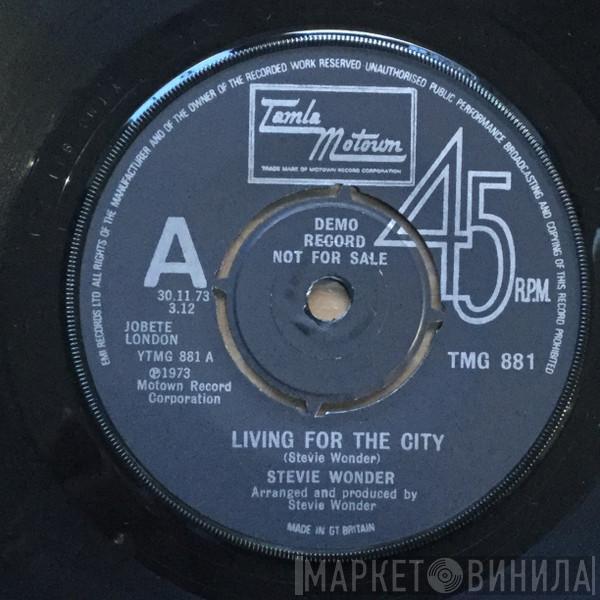 EMI RECORDS LTD ALL RIGHTS OF THE MANUFACTURER AND OF THE OWNER OF THE RECORDED WORK RESERVED UNAUTHORISED PUBLIC PERFORMANCE BROADCASTING AND COPYING OF THIS RECORD PROHIBITED
Tamla
Motown
TRADE MARK OF MOTOWN RECORD CORPORATION
45
R.P.M.
A
DEMO
RECORD
NOT FOR SALE
30.11.73
3.12
JOBETE
LONDON
YTMG 881 A
℗1973
Motown Record
Corporation
TMG 881
LIVING FOR THE CITY
(Stevie Wonder)
STEVIE WONDER
Arranged and produced by
Stevie Wonder
MADE IN GT BRITAIN
МАРКЕТ ВИНИЛА